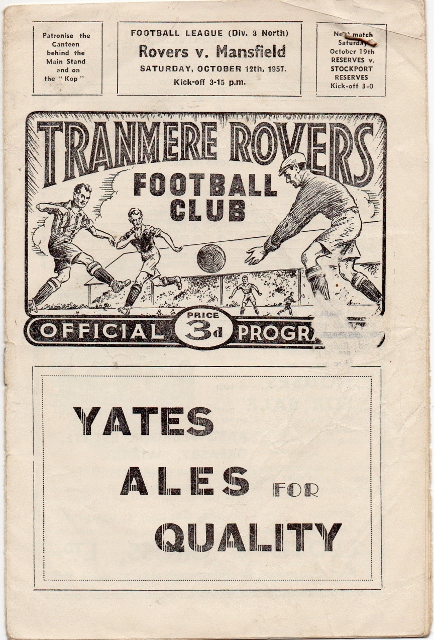 Patronise the
Canteen
behind the
Main Stand
and on
the "Kop"
FOOTBALL LEAGUE (Div. 3 North)
Rovers v. Mansfield
SATURDAY, OCTOBER 12th, 1957.
Kick-off 3-15 p.m.
match
Saturday
October 19th
RESERVES v.
STOCKPORT
RESERVES
Kick-off 3-0
TRANMERE ROVERS
FOOTBALL
CLUB
OFFICIAL PRICE 3d PROGRA
YATES
ALES FOR
QUALITY